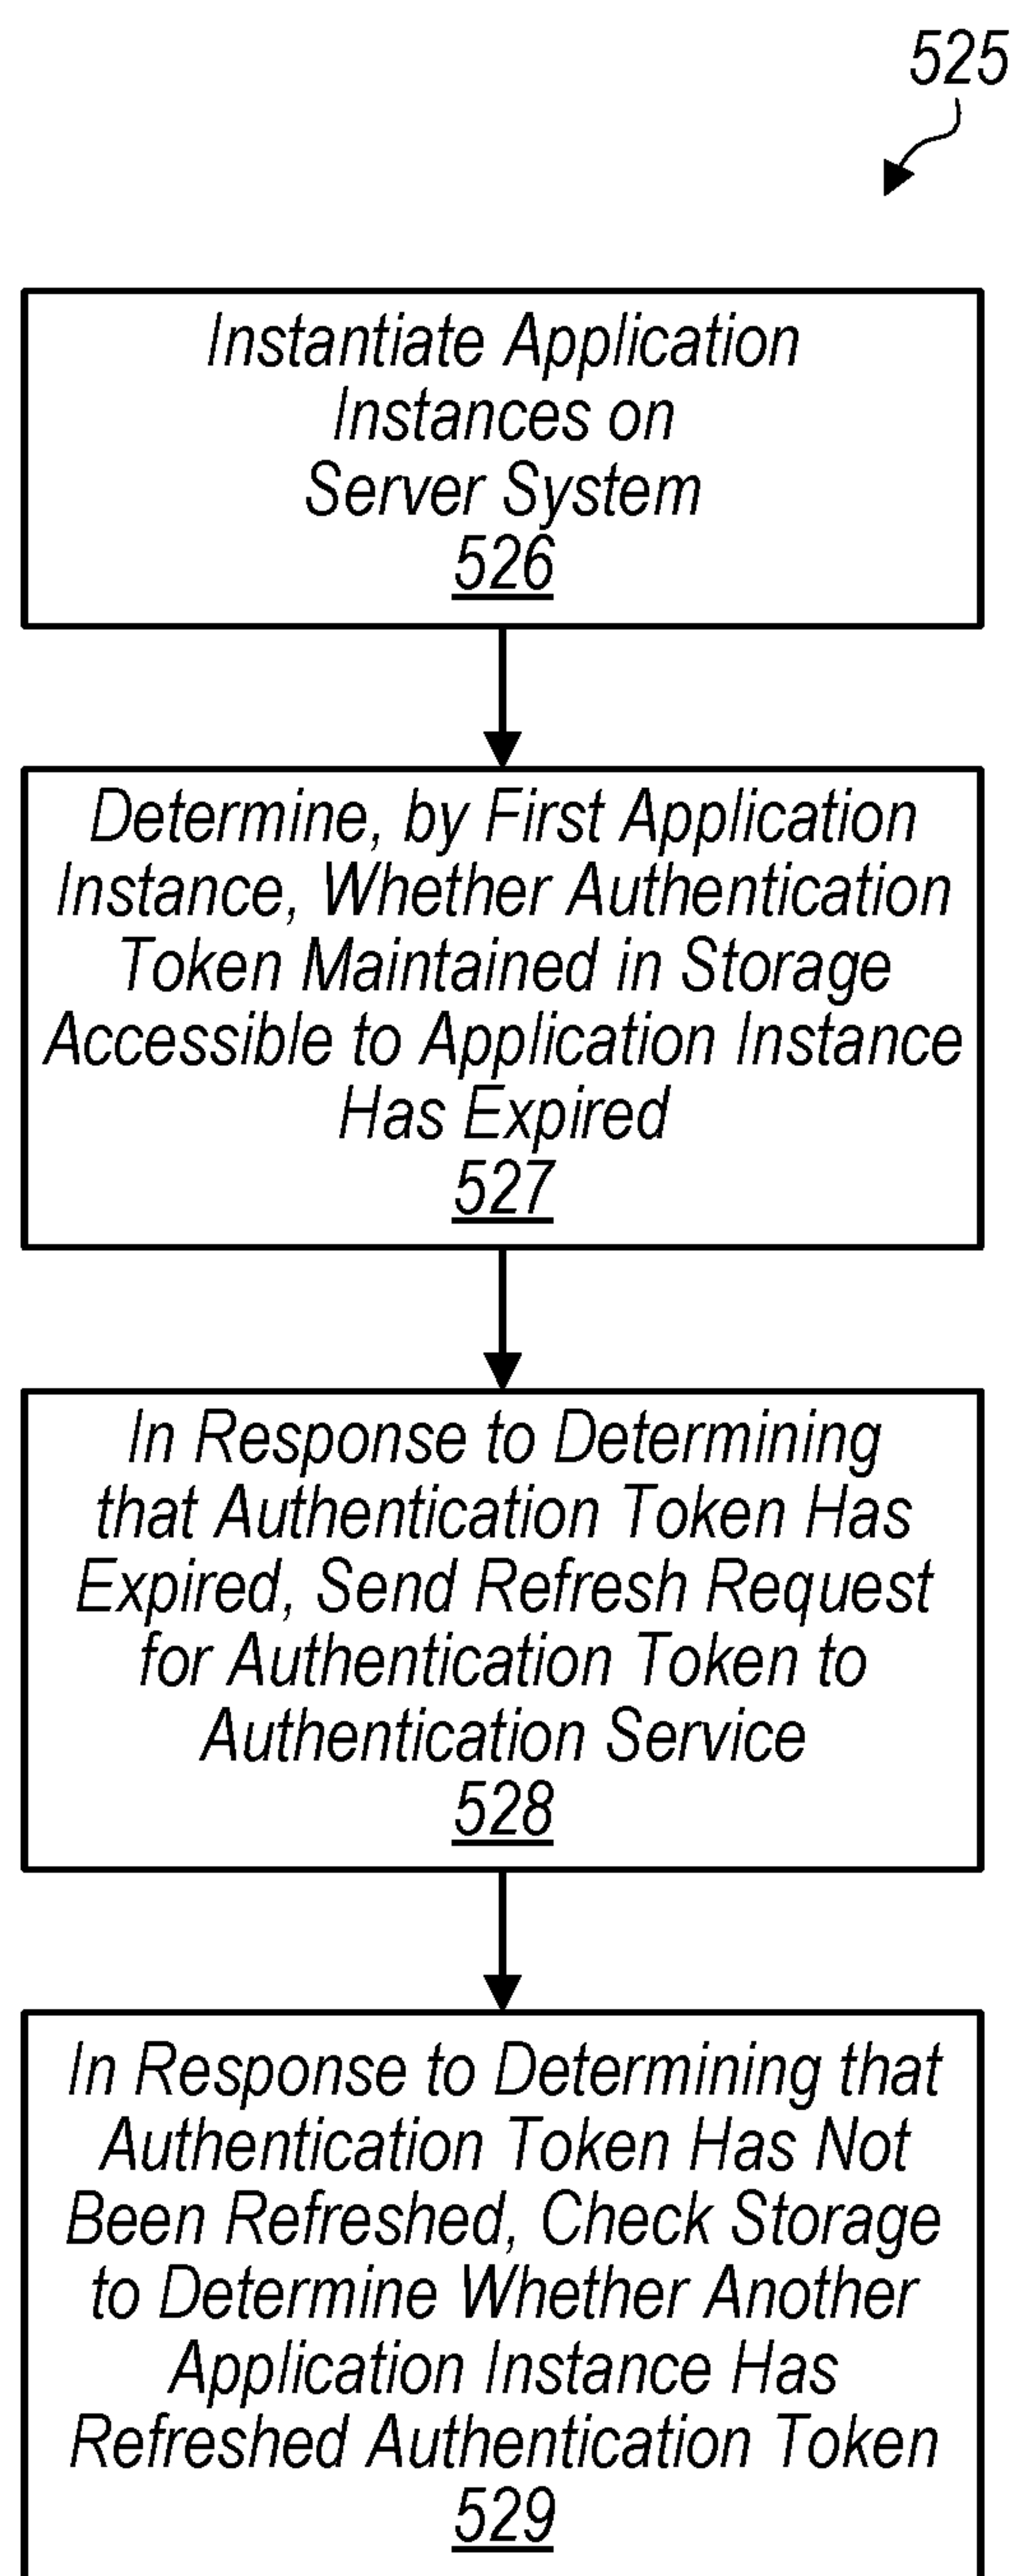 525
Instantiate Application
Instances on
Server System
526
Determine, by First Application
Instance, Whether Authentication
Token Maintained in Storage
Accessible to Application Instance
Has Expired
527
In Response to Determining
that Authentication Token Has
Expired, Send Refresh Request
for Authentication Token to
Authentication Service
528
In Response to Determining that
Authentication Token Has Not
Been Refreshed, Check Storage
to Determine Whether Another
Application Instance Has
Refreshed Authentication Token
529